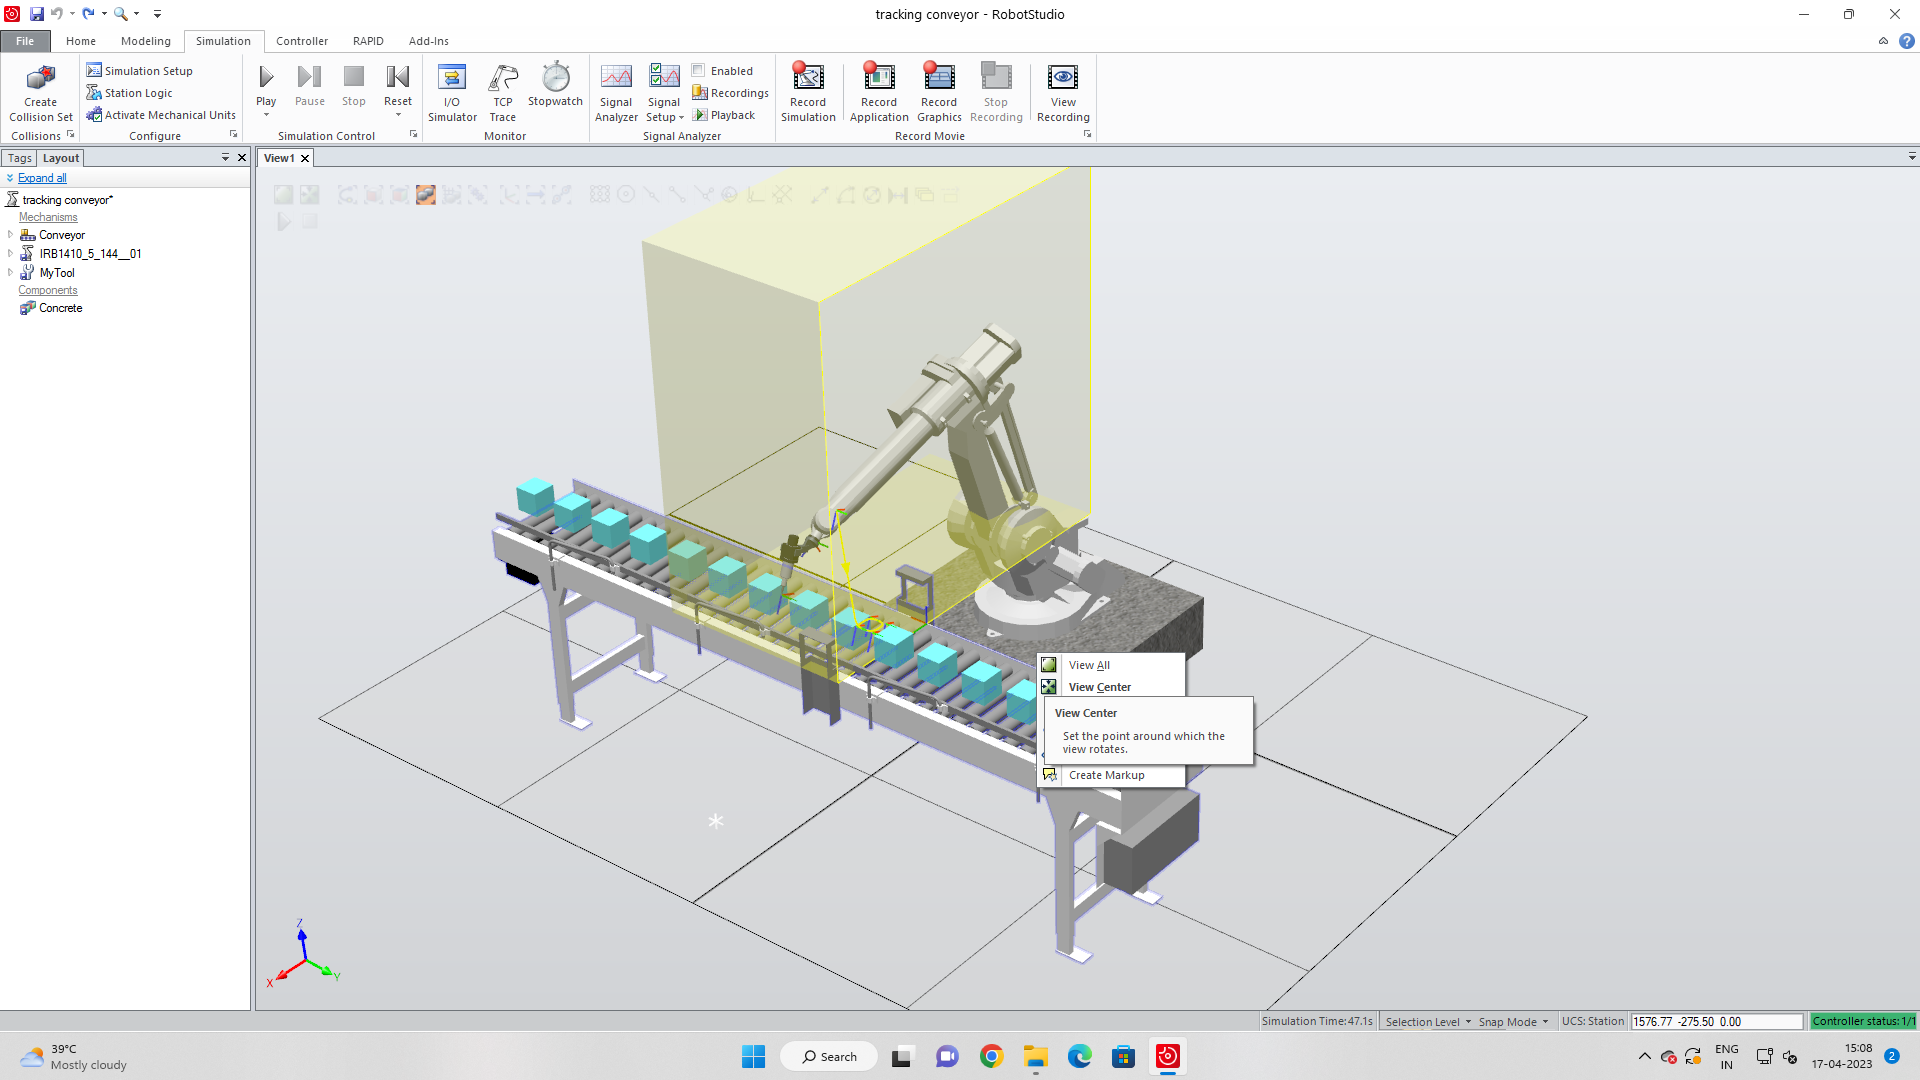 tracking conveyor - RobotStudio
File Home Modeling Simulation Controller RAPID Add-Ins
Create
Collision Set
Collisions
Simulation Setup
Station Logic
Activate Mechanical Units
Configure
Play Pause Stop Reset
Simulation Control
I/O
Simulator
TCP
Trace
Stopwatch
Monitor
Signal
Analyzer
Signal
Setup
Enabled
Recordings
Playback
Signal Analyzer
Record
Simulation
Record
Application
Record
Graphics
Stop
Recording
View
Recording
Record Movie
Tags Layout
View1
Expand all
tracking conveyor*
Mechanisms
Conveyor
IRB1410_5_144__01
MyTool
Components
Concrete
View All
View Center
View Center
Set the point around which the
view rotates.
Create Markup
Z
X
Y
Simulation Time: 47.1s Selection Level Snap Mode UCS: Station 1576.77 -275.50 0.00 Controller status: 1/1
39°C
Mostly cloudy
Search
ENG
IN
15:08
17-04-2023
2